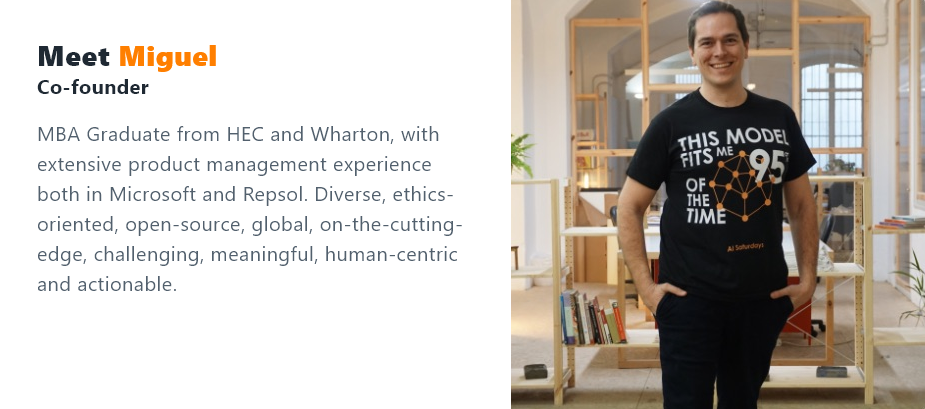 Meet Miguel
Co-founder
MBA Graduate from HEC and Wharton, with
extensive product management experience
both in Microsoft and Repsol. Diverse, ethics-
oriented, open-source, global, on-the-cutting-
edge, challenging, meaningful, human-centric
and actionable.
THIS MODEL
FITS ME 95%
OF
THE
TIME
AI Saturdays